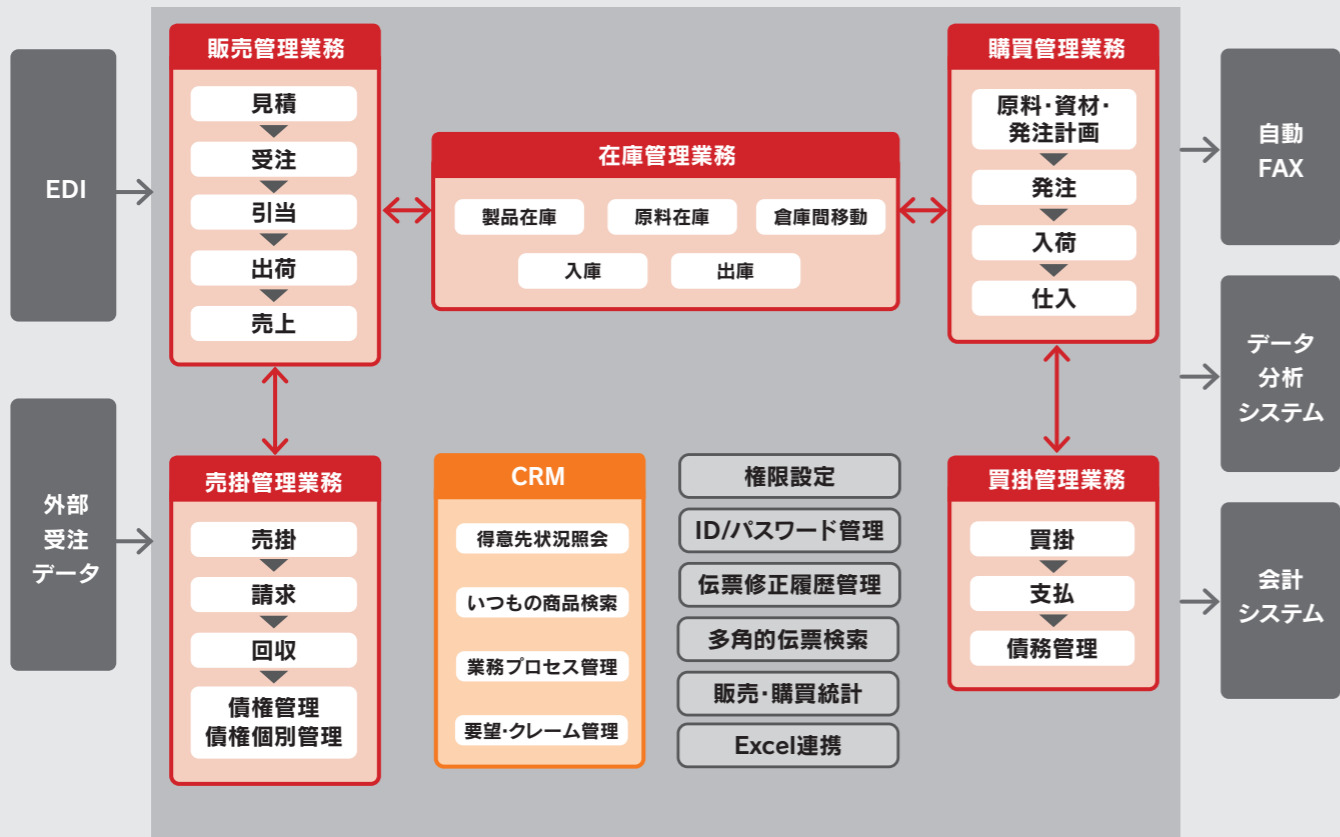 EDI
外部
受注
データ
販売管理業務
見積
受注
引当
出荷
売上
在庫管理業務
製品在庫
原料在庫
倉庫間移動
入庫
出庫
購買管理業務
原料・資材・
発注計画
発注
入荷
仕入
売掛管理業務
売掛
請求
回収
債権管理
債権個別管理
CRM
得意先状況照会
いつもの商品検索
業務プロセス管理
要望・クレーム管理
権限設定
ID/パスワード管理
伝票修正履歴管理
多角的伝票検索
販売・購買統計
Excel連携
買掛管理業務
買掛
支払
債務管理
自動
FAX
データ
分析
システム
会計
システム